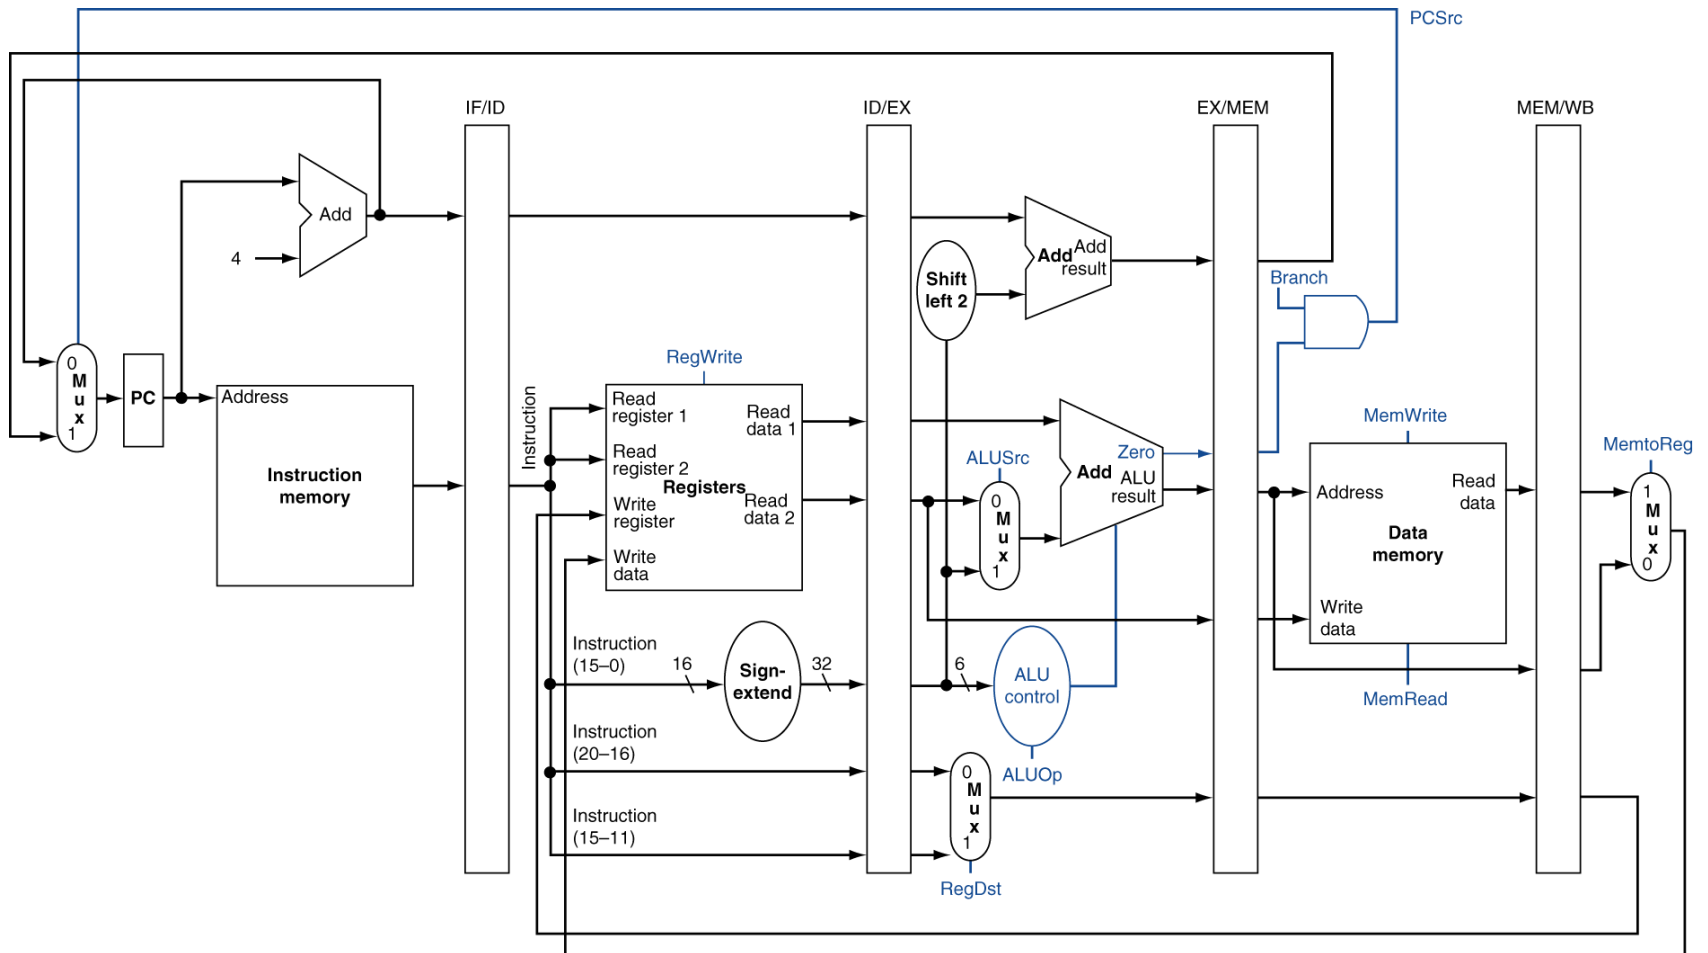 PCSrc
IF/ID
ID/EX
EX/MEM
MEM/WB
Add
4
Shift
left 2
Add
Add
result
Branch
0
M
u
x
1
PC
Address
Instruction
memory
Instruction
RegWrite
Read
register 1
Read
register 2
Write
register
Write
data
Registers
Read
data 1
Read
data 2
ALUSrc
0
M
u
x
1
Zero
Add
ALU
result
MemWrite
Address
Read
data
Data
memory
Write
data
MemRead
MemtoReg
1
M
u
x
0
Instruction
(15–0)
16
Sign-
extend
32
6
ALU
control
ALUOp
Instruction
(20–16)
Instruction
(15–11)
0
M
u
x
1
RegDst